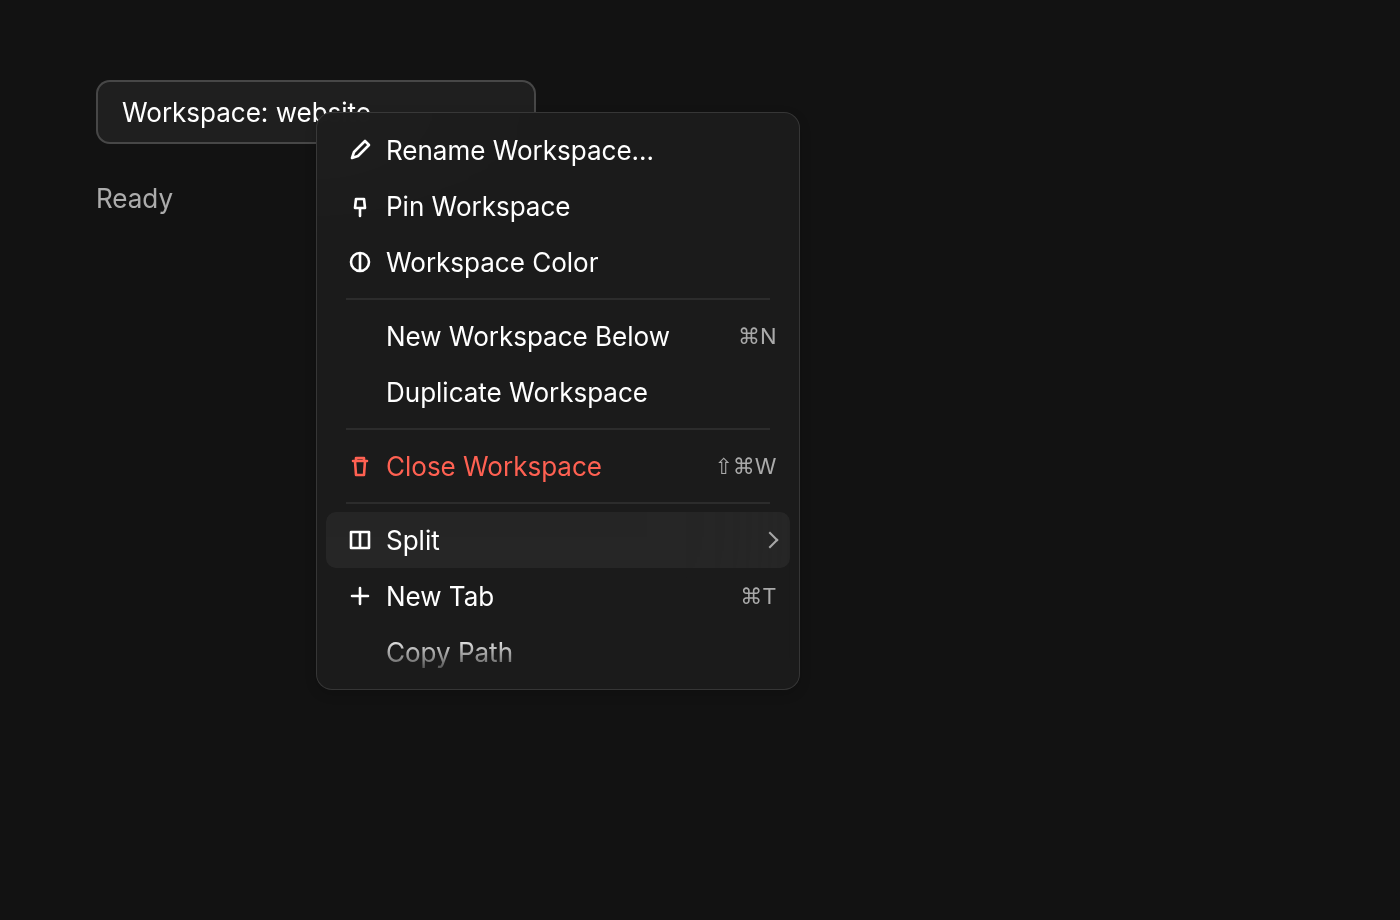 Workspace: website
Ready
Rename Workspace...
Pin Workspace
Workspace Color
New Workspace Below ⌘N
Duplicate Workspace
Close Workspace ⇧⌘W
Split
New Tab ⌘T
Copy Path